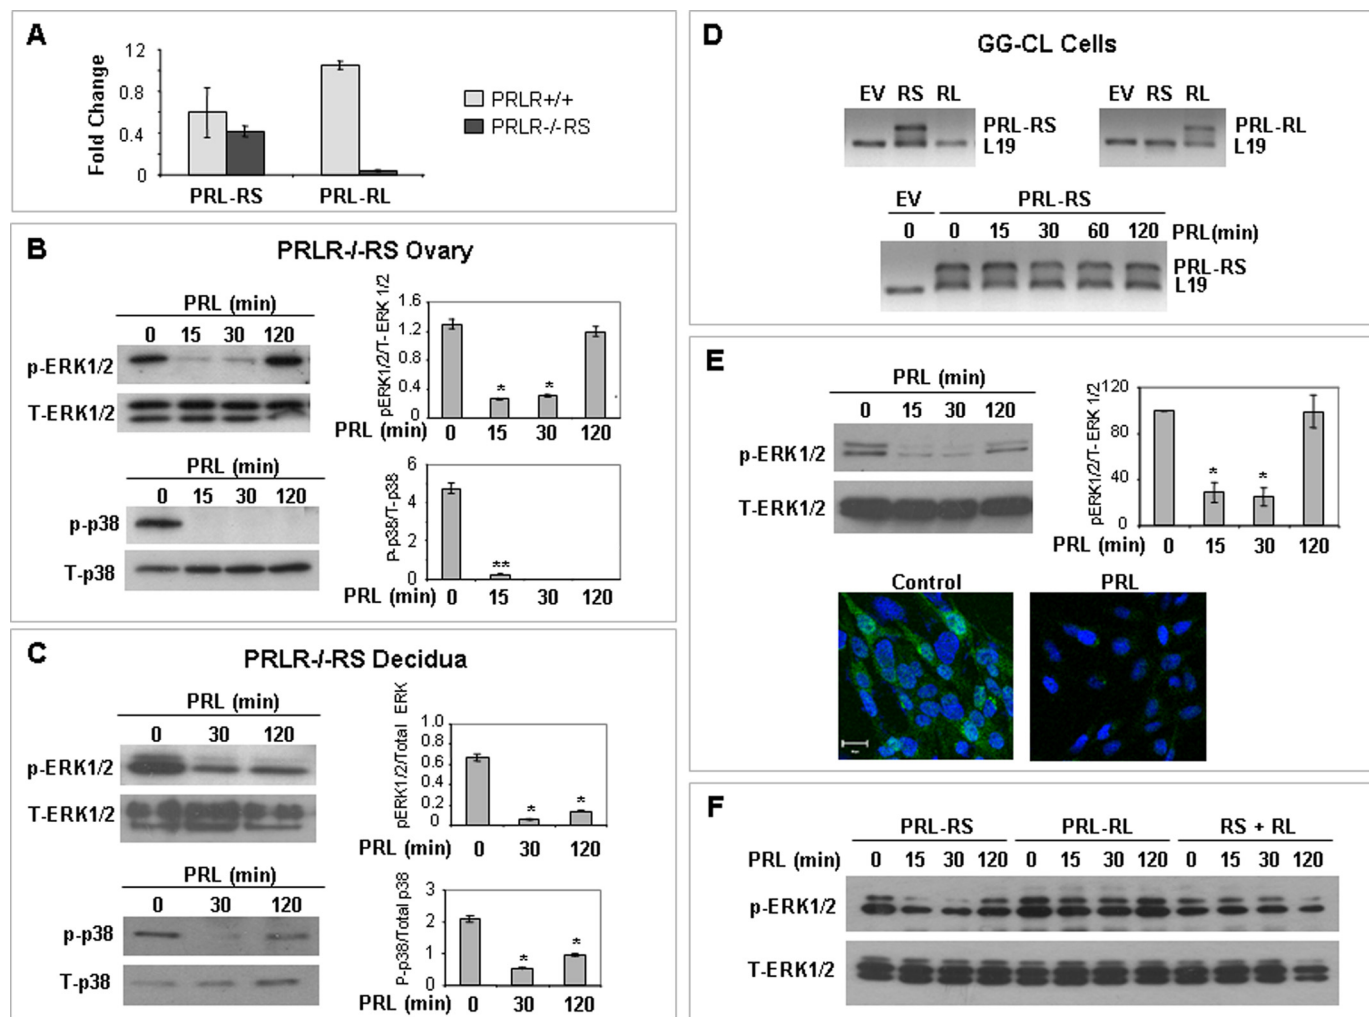 A
Fold Change
12
0.8
0.4
0
PRL-RS PRL-RL
PRLR+/+
PRLR-/-RS
B
PRLR-/-RS Ovary
PRL (min)
0 15 30 120
p-ERK1/2
T-ERK1/2
pERK1/2/T- ERK 1/2
1.6
1.2
0.8
0.4
0
* *
PRL (min) 0 15 30 120
PRL (min)
0 15 30 120
p-p38
T-p38
P-p38/T-p38
6
4
2
0
**
PRL (min) 0 15 30 120
C
PRLR-/-RS Decidua
PRL (min)
0 30 120
p-ERK1/2
T-ERK1/2
pERK1/2/Total ERK
1.0
0.8
0.6
0.4
0.2
0
* *
PRL (min) 0 30 120
PRL (min)
0 30 120
p-p38
T-p38
P-p38/Total p38
3
2
1
0
* *
PRL (min) 0 30 120
D
GG-CL Cells
EV RS RL
PRL-RS
L19
EV RS RL
PRL-RL
L19
EV PRL-RS
0 0 15 30 60 120 PRL(min)
PRL-RS
L19
E
PRL (min)
0 15 30 120
p-ERK1/2
T-ERK1/2
pERK1/2/T- ERK 1/2
120
80
40
0
* *
PRL (min) 0 15 30 120
Control PRL
F
PRL-RS PRL-RL RS + RL
PRL (min) 0 15 30 120 0 15 30 120 0 15 30 120
p-ERK1/2
T-ERK1/2